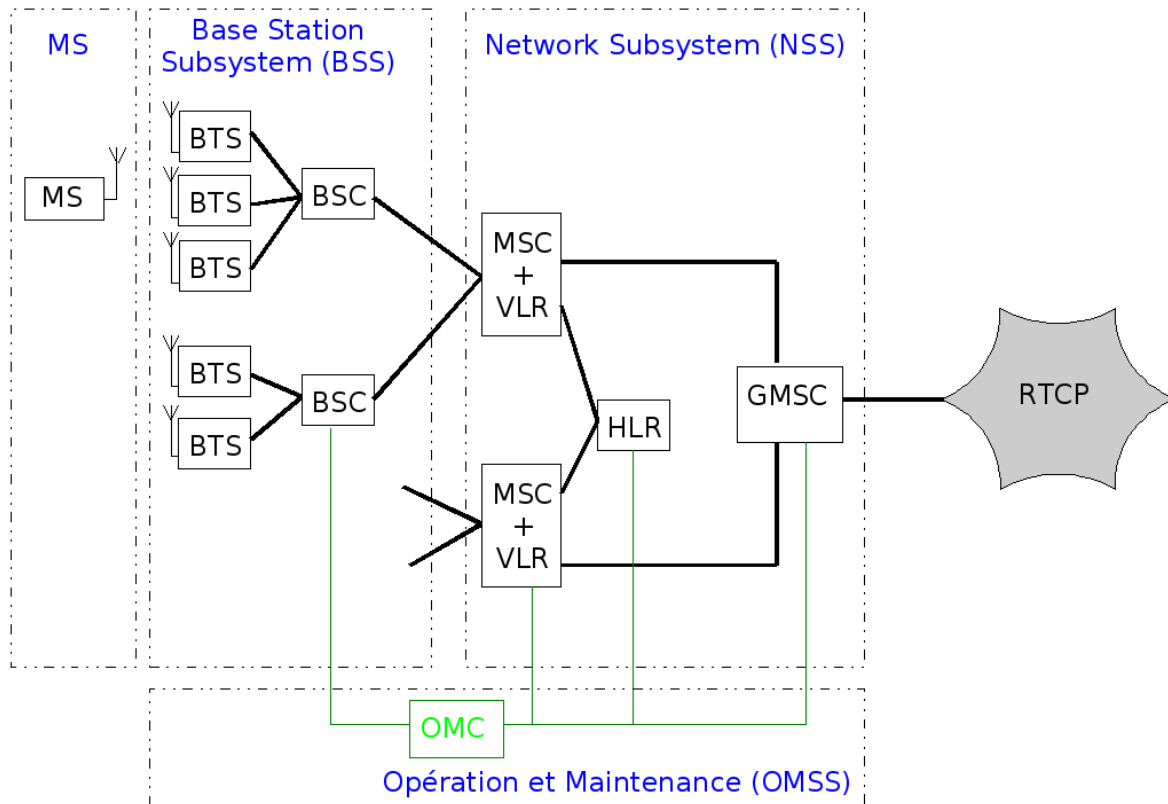 MS
Base Station
Subsystem (BSS)
Network Subsystem (NSS)
MS
BTS
BTS
BTS
BSC
BTS
BTS
BSC
MSC
+
VLR
HLR
MSC
+
VLR
GMSC
RTCP
OMC
Opération et Maintenance (OMSS)